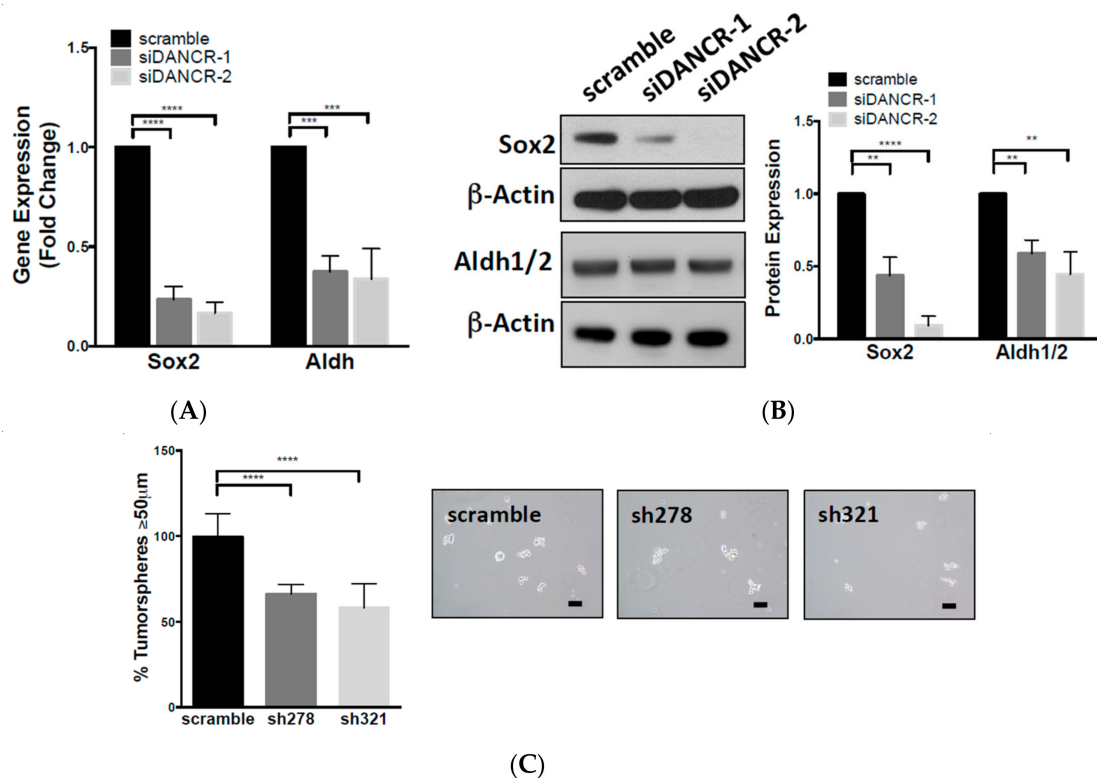 scramble
siDANCR-1
siDANCR-2
Gene Expression
(Fold Change)
1.5
1.0
0.5
0.0
****
****
***
***
Sox2
Aldh
(A)
scramble
siDANCR-1
siDANCR-2
Sox2
β-Actin
Aldh1/2
β-Actin
scramble
siDANCR-1
siDANCR-2
Protein Expression
1.5
1.0
0.5
0.0
****
**
**
**
Sox2
Aldh1/2
(B)
% Tumorspheres ≥50μm
150
100
50
0
****
****
scramble
sh278
sh321
scramble
sh278
sh321
(C)